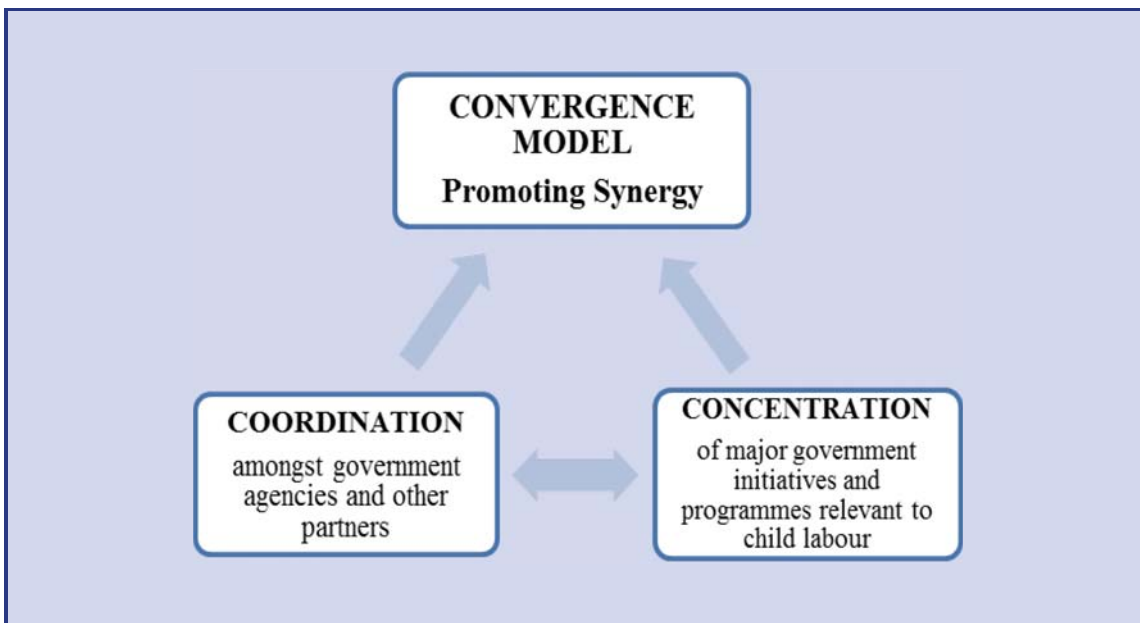 CONVERGENCE
MODEL
Promoting Synergy
COORDINATION
amongst government
agencies and other
partners
CONCENTRATION
of major government
initiatives and
programmes relevant to
child labour